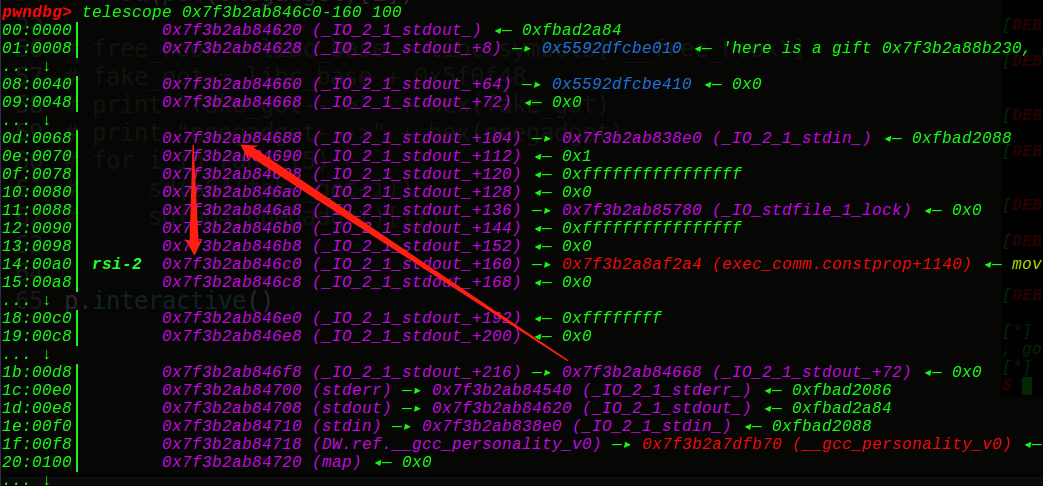 pwndbg> telescope 0x7f3b2ab846c0-160 100
00:0000│ 0x7f3b2ab84620 (_IO_2_1_stdout_) ◂— 0xfbad2a84
01:0008│ 0x7f3b2ab84628 (_IO_2_1_stdout_+8) —▸ 0x5592dfcbe010 ◂— 'here is a gift 0x7f3b2a88b230,
... ↓
08:0040│ 0x7f3b2ab84660 (_IO_2_1_stdout_+64) —▸ 0x5592dfcbe410 ◂— 0x0
09:0048│ 0x7f3b2ab84668 (_IO_2_1_stdout_+72) ◂— 0x0
... ↓
0d:0068│ 0x7f3b2ab84688 (_IO_2_1_stdout_+104) —▸ 0x7f3b2ab838e0 (_IO_2_1_stdin_) ◂— 0xfbad2088
0e:0070│ 0x7f3b2ab84690 (_IO_2_1_stdout_+112) ◂— 0x1
0f:0078│ (_IO_2_1_stdout_+120) ◂— 0xffffffffffffffff
10:0080│ 0x7f3b2ab846a0 (_IO_2_1_stdout_+128) ◂— 0x0
11:0088│ 0x7f3b2ab846a8 (_IO_2_1_stdout_+136) —▸ 0x7f3b2ab85780 (_IO_stdfile_1_lock) ◂— 0x0
12:0090│ 0x7f3b2ab846b0 (_IO_2_1_stdout_+144) ◂— 0xffffffffffffffff
13:0098│ 0x7f3b2ab846b8 (_IO_2_1_stdout_+152) ◂— 0x0
14:00a0│ rsi-2 0x7f3b2ab846c0 (_IO_2_1_stdout_+160) —▸ 0x7f3b2a8af2a4 (exec_comm.constprop+1140) ◂— mov
15:00a8│ 0x7f3b2ab846c8 (_IO_2_1_stdout_+168) ◂— 0x0
... ↓
65 p.interactive()
18:00c0│ 0x7f3b2ab846e0 (_IO_2_1_stdout_+192) ◂— 0xffffffff
19:00c8│ 0x7f3b2ab846e8 (_IO_2_1_stdout_+200) ◂— 0x0
... ↓
1b:00d8│ 0x7f3b2ab846f8 (_IO_2_1_stdout_+216) —▸ 0x7f3b2ab84668 (_IO_2_1_stdout_+72) ◂— 0x0
1c:00e0│ 0x7f3b2ab84700 (stderr) —▸ 0x7f3b2ab84540 (_IO_2_1_stderr_) ◂— 0xfbad2086
1d:00e8│ 0x7f3b2ab84708 (stdout) —▸ 0x7f3b2ab84620 (_IO_2_1_stdout_) ◂— 0xfbad2a84
1e:00f0│ 0x7f3b2ab84710 (stdin) —▸ 0x7f3b2ab838e0 (_IO_2_1_stdin_) ◂— 0xfbad2088
1f:00f8│ 0x7f3b2ab84718 (DW.ref.__gcc_personality_v0) —▸ 0x7f3b2a7dfb70 (__gcc_personality_v0) ◂—
20:0100│ 0x7f3b2ab84720 (map) ◂— 0x0
... ↓